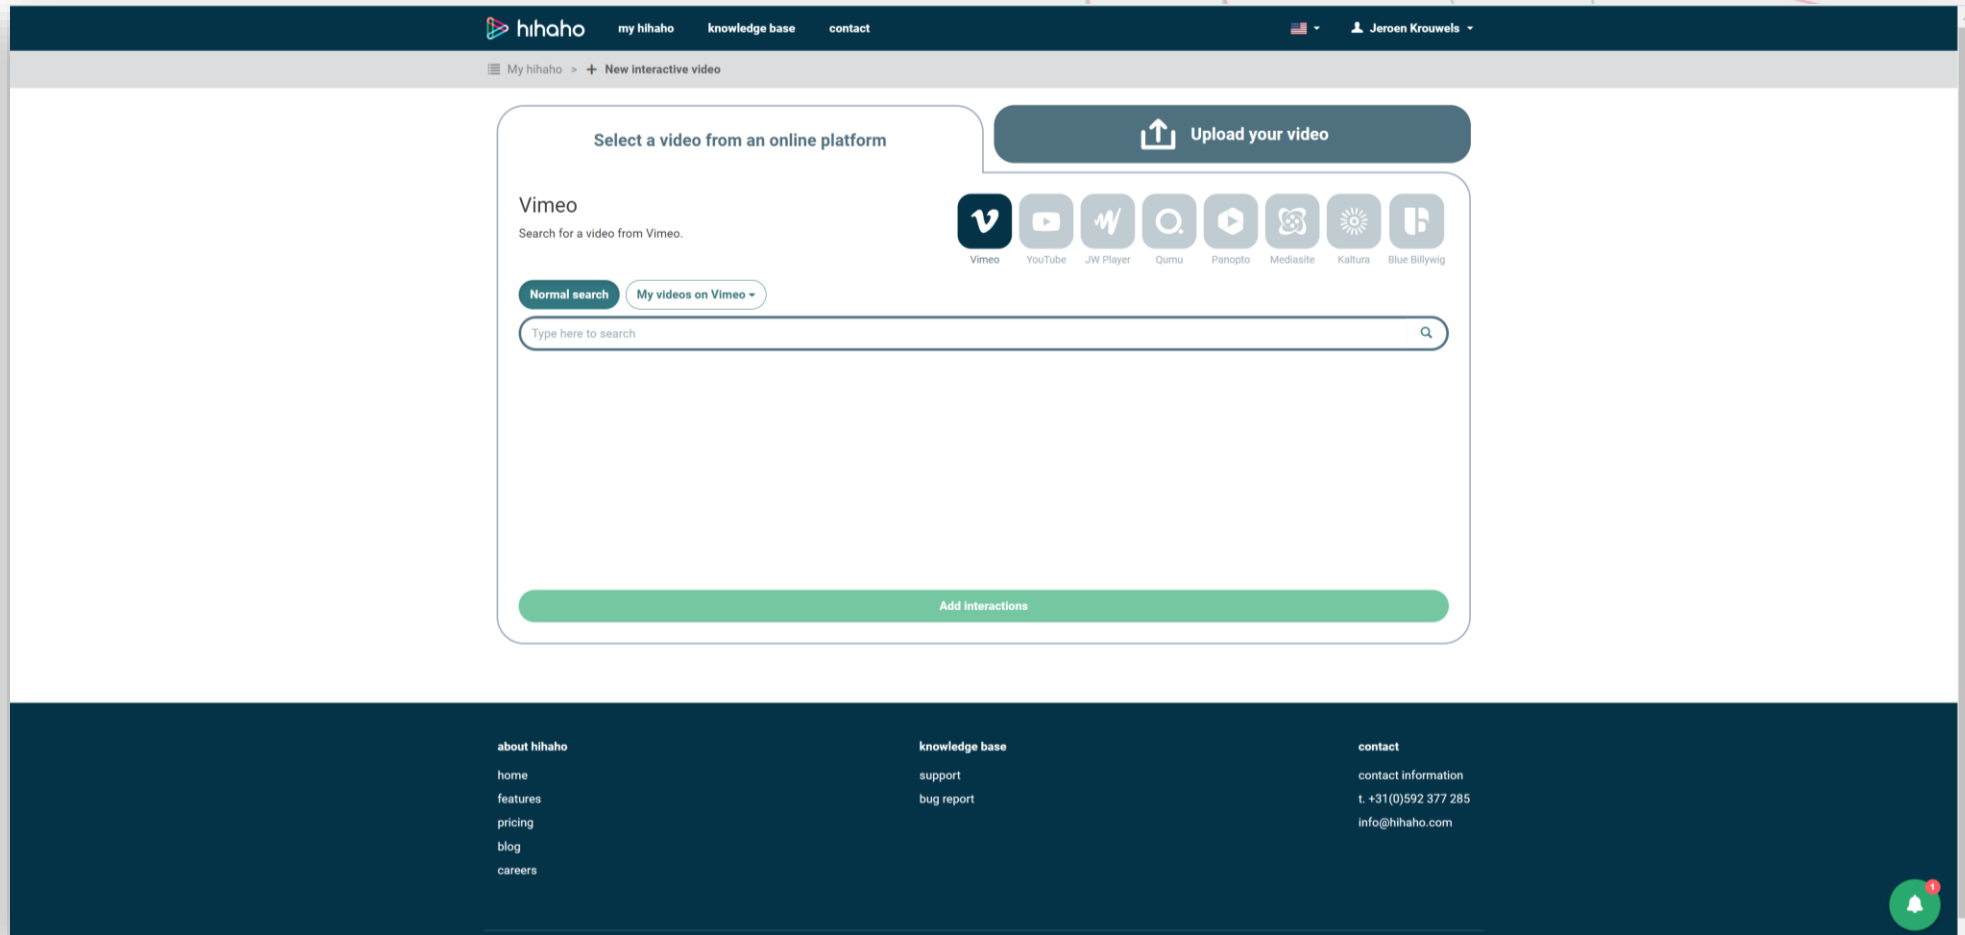 hihaho my hihaho knowledge base contact Jeroen Krouwels
My hihaho > + New interactive video
Select a video from an online platform
Upload your video
Vimeo
Search for a video from Vimeo.
Vimeo YouTube JW Player Qumu Panopto Mediasite Kaltura Blue Billywig
Normal search My videos on Vimeo
Type here to search
Add interactions
about hihaho
home
features
pricing
blog
careers
knowledge base
support
bug report
contact
contact information
t. +31(0)592 377 285
info@hihaho.com
1